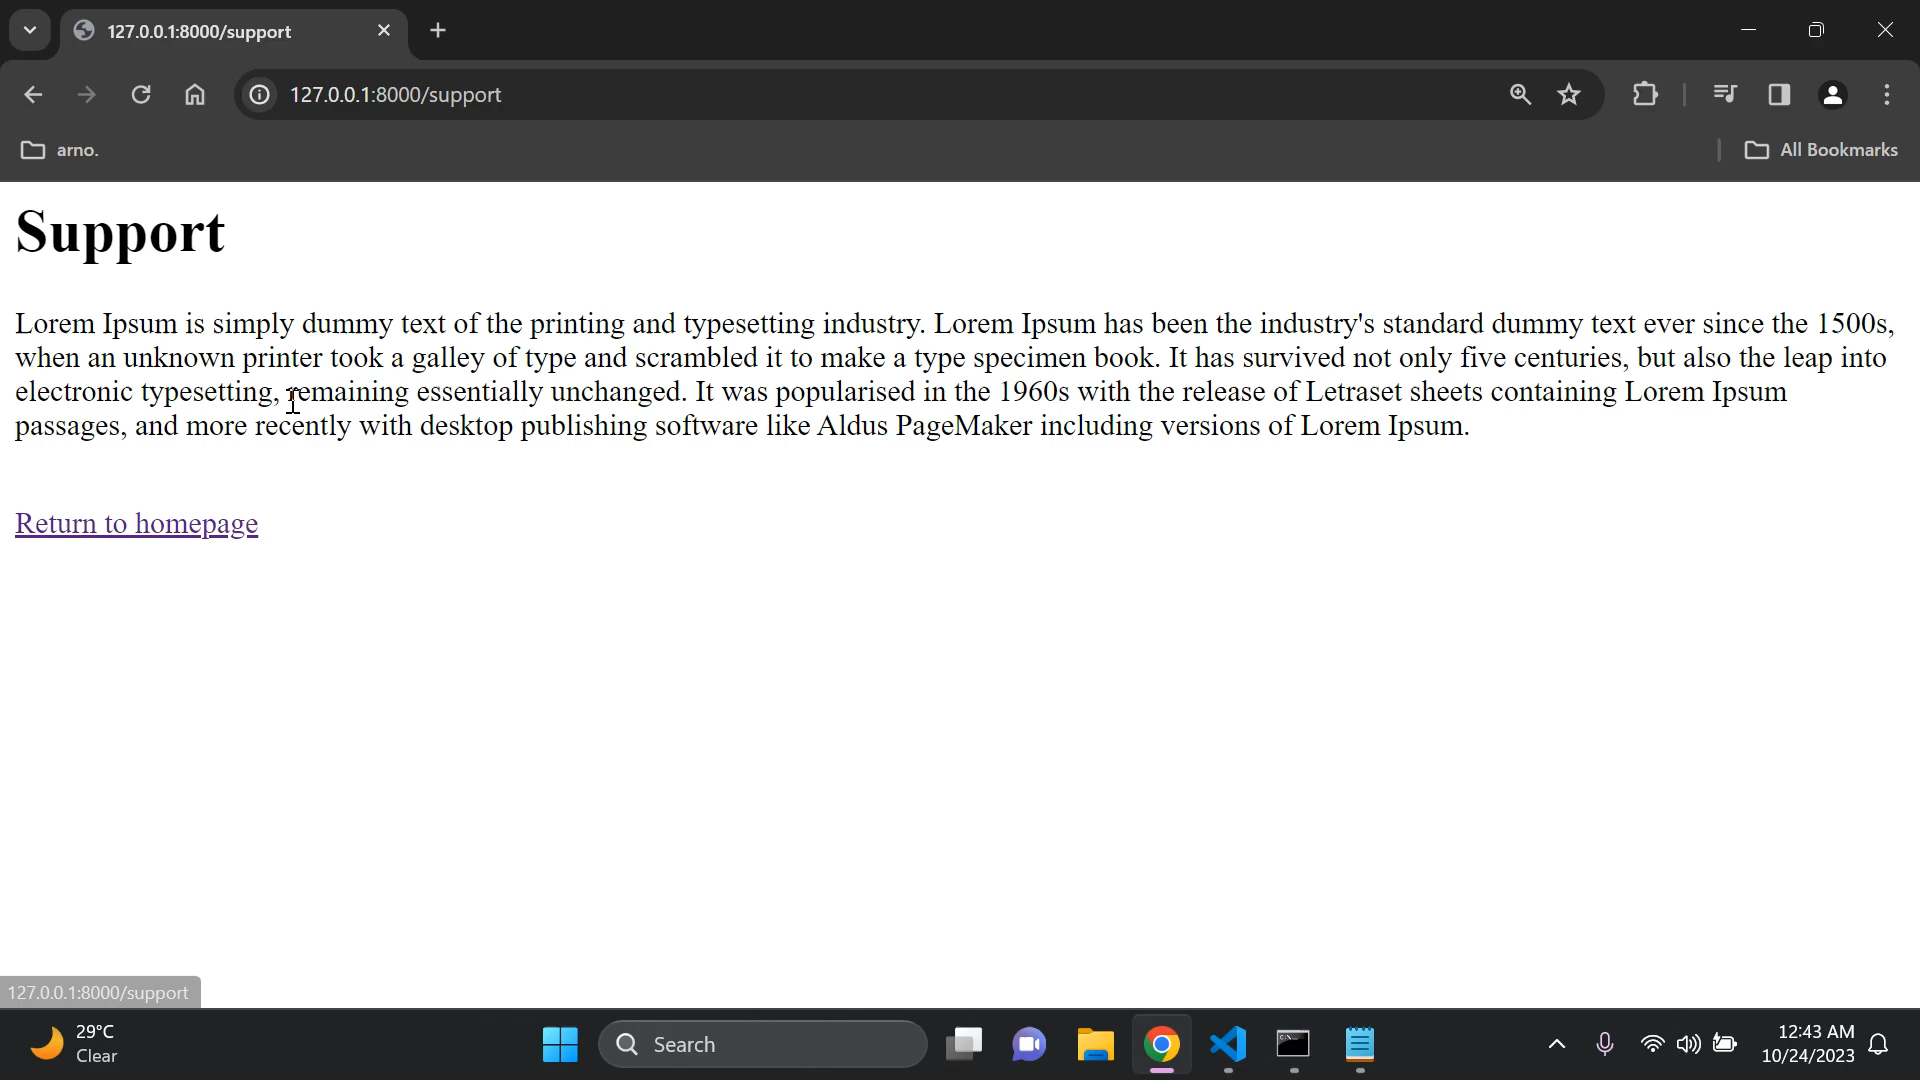 127.0.0.1:8000/support
127.0.0.1:8000/support
arno.
All Bookmarks
Support
Lorem Ipsum is simply dummy text of the printing and typesetting industry. Lorem Ipsum has been the industry's standard dummy text ever since the 1500s,
when an unknown printer took a galley of type and scrambled it to make a type specimen book. It has survived not only five centuries, but also the leap into
electronic typesetting, remaining essentially unchanged. It was popularised in the 1960s with the release of Letraset sheets containing Lorem Ipsum
passages, and more recently with desktop publishing software like Aldus PageMaker including versions of Lorem Ipsum.
Return to homepage
127.0.0.1:8000/support
29°C
Clear
Search
12:43 AM
10/24/2023